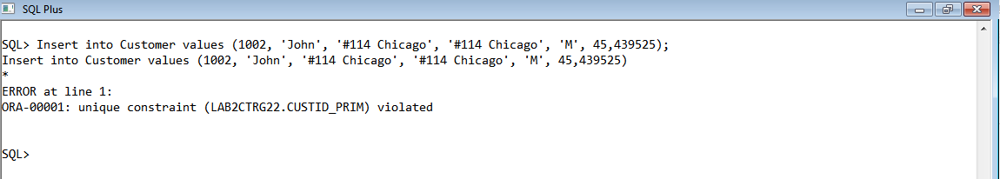 SQL Plus
SQL> Insert into Customer values (1002, 'John', '#114 Chicago', '#114 Chicago', 'M', 45,439525);
Insert into Customer values (1002, 'John', '#114 Chicago', '#114 Chicago', 'M', 45,439525)
*
ERROR at line 1:
ORA-00001: unique constraint (LAB2CTRG22.CUSTID_PRIM) violated
SQL>